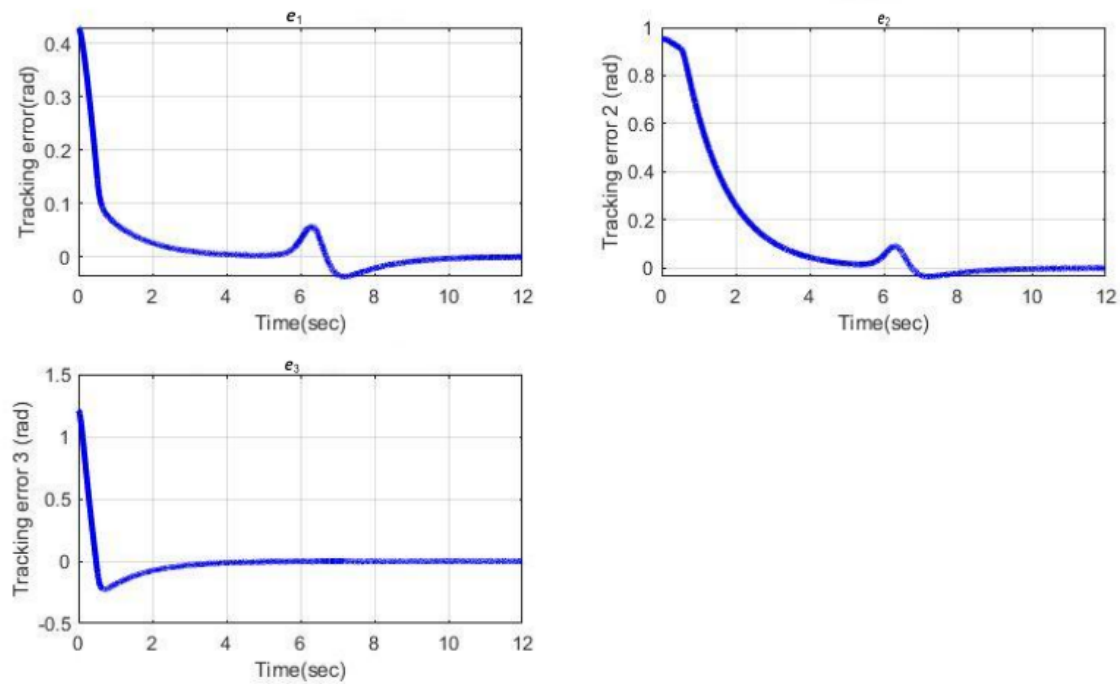 e1
Tracking error(rad)
0.4
0.3
0.2
0.1
0
0 2 4 6 8 10 12
Time(sec)
e2
Tracking error 2 (rad)
1
0.8
0.6
0.4
0.2
0
0 2 4 6 8 10 12
Time(sec)
e3
Tracking error 3 (rad)
1.5
1
0.5
0
-0.5
0 2 4 6 8 10 12
Time(sec)